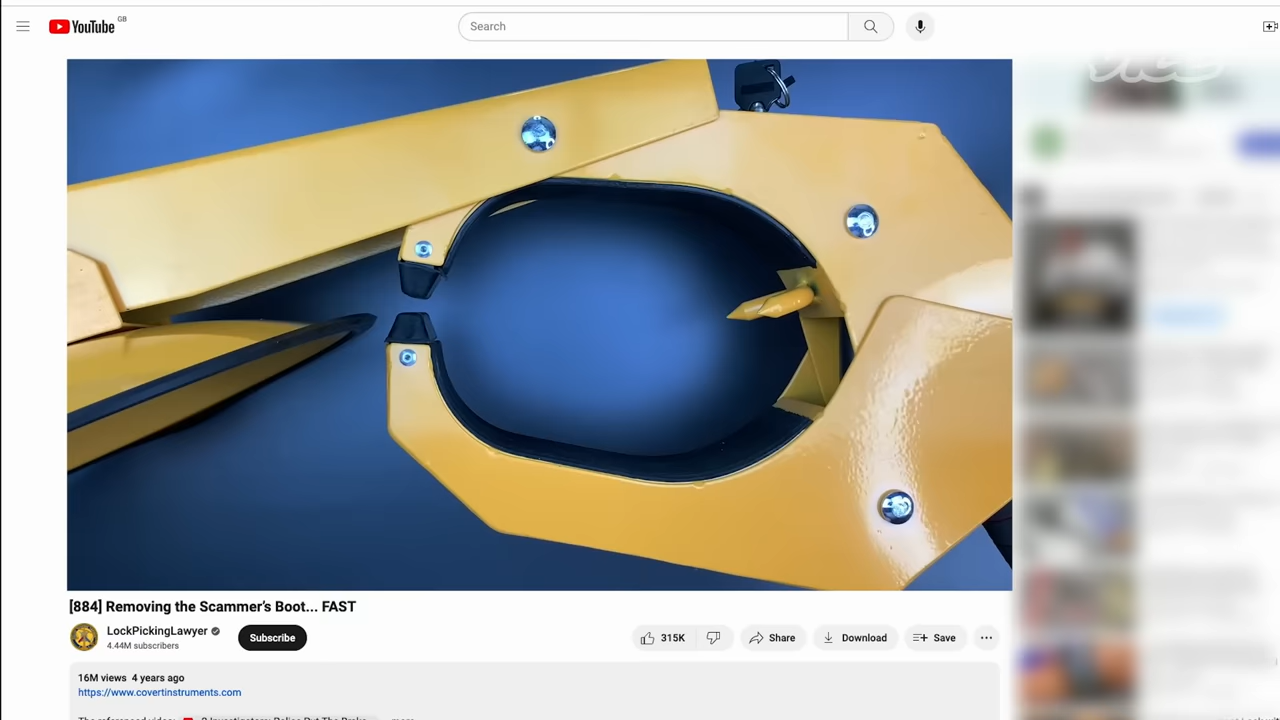 YouTube GB
Search
VICE
[884] Removing the Scammer's Boot... FAST
LockPickingLawyer
4.44M subscribers
Subscribe
315K
Share
Download
Save
16M views 4 years ago
https://www.covertinstruments.com